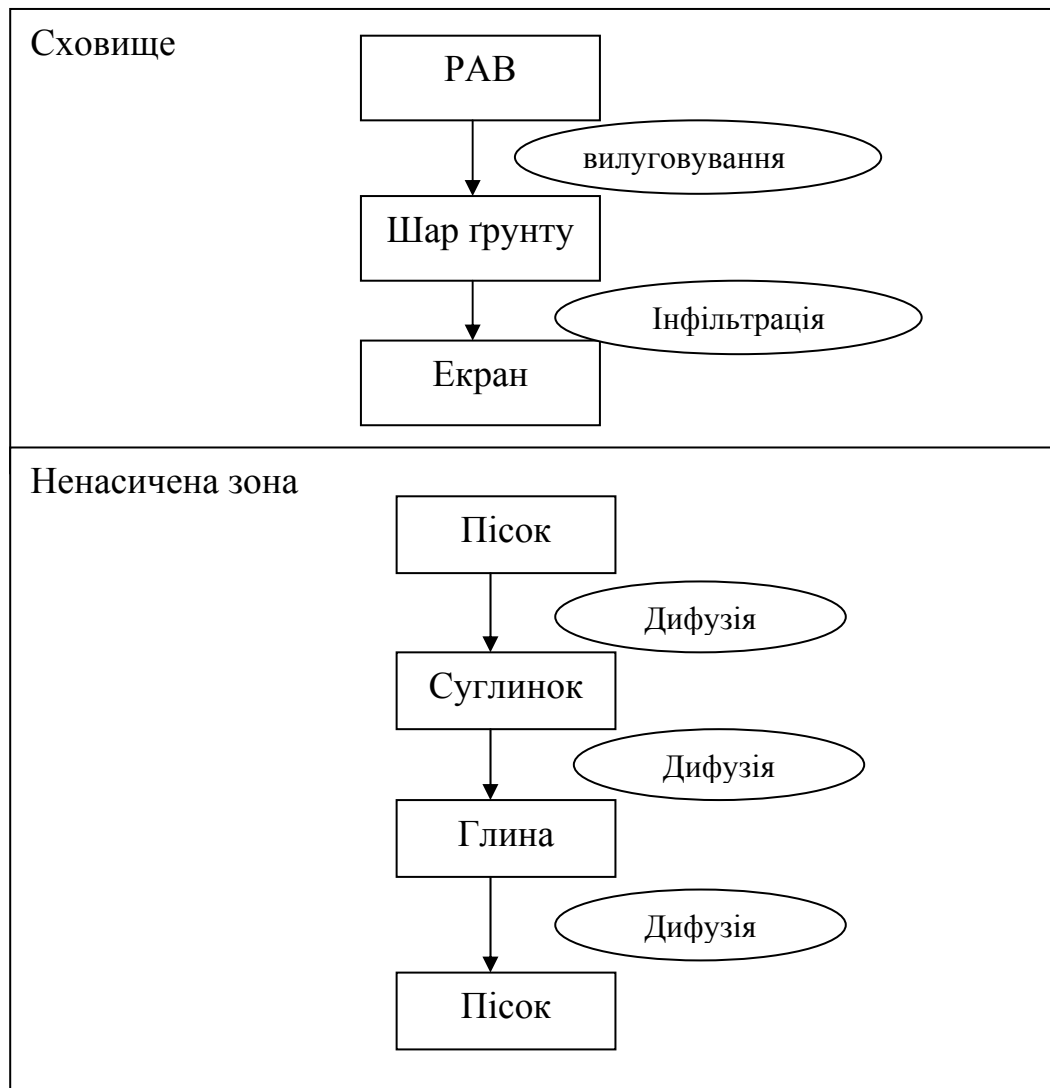 Сховище
РАВ
вилуговування
Шар ґрунту
Інфільтрація
Екран
Ненасичена зона
Пісок
Дифузія
Суглинок
Дифузія
Глина
Дифузія
Пісок